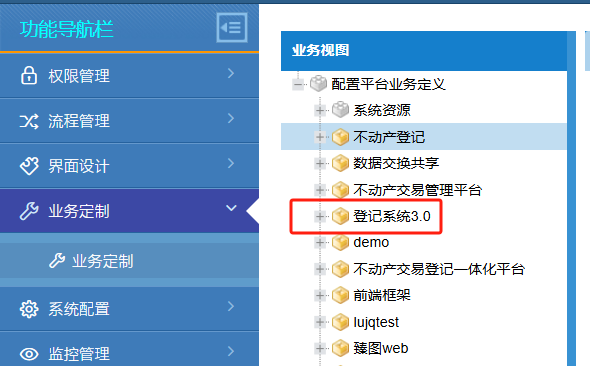 功能导航栏
权限管理
流程管理
界面设计
业务定制
业务定制
系统配置
监控管理
业务视图
配置平台业务定义
系统资源
不动产登记
数据交换共享
不动产交易管理平台
登记系统3.0
demo
不动产交易登记一体化平台
前端框架
lujqtest
臻图web